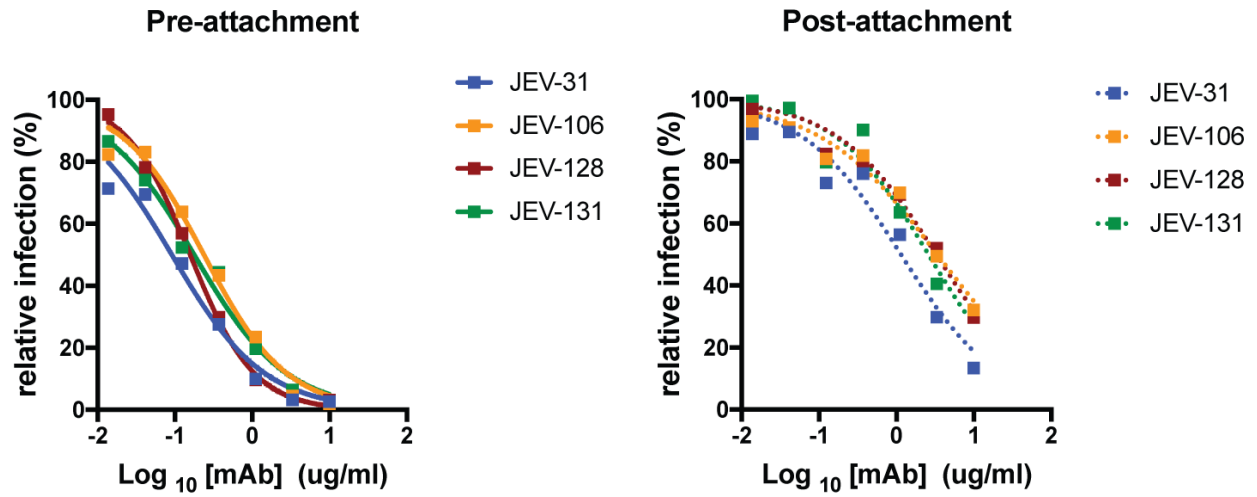 Pre-attachment
relative infection (%)
100
80
60
40
20
0
-2
-1
0
1
2
Log 10 [mAb] (ug/ml)
JEV-31
JEV-106
JEV-128
JEV-131
Post-attachment
relative infection (%)
100
80
60
40
20
0
-2
-1
0
1
2
Log 10 [mAb] (ug/ml)
JEV-31
JEV-106
JEV-128
JEV-131